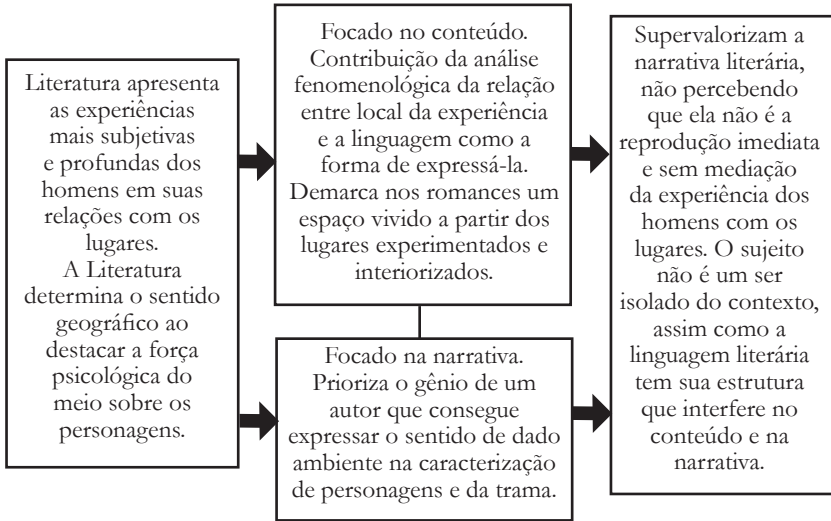 Literatura apresenta
as experiências
mais subjetivas
e profundas dos
homens em suas
relações com os
lugares.
A Literatura
determina o sentido
geográfico ao
destacar a força
psicológica do
meio sobre os
personagens.
Focado no conteúdo.
Contribuição da análise
fenomenológica da relação
entre local da experiência
e a linguagem como a
forma de expressá-la.
Demarca nos romances um
espaço vivido a partir dos
lugares experimentados e
interiorizados.
Focado na narrativa.
Prioriza o gênio de um
autor que consegue
expressar o sentido de dado
ambiente na caracterização
de personagens e da trama.
Supervalorizam a
narrativa literária,
não percebendo
que ela não é a
reprodução imediata
e sem mediação
da experiência dos
homens com os
lugares. O sujeito
não é um ser
isolado do contexto,
assim como a
linguagem literária
tem sua estrutura
que interfere no
conteúdo e na
narrativa.